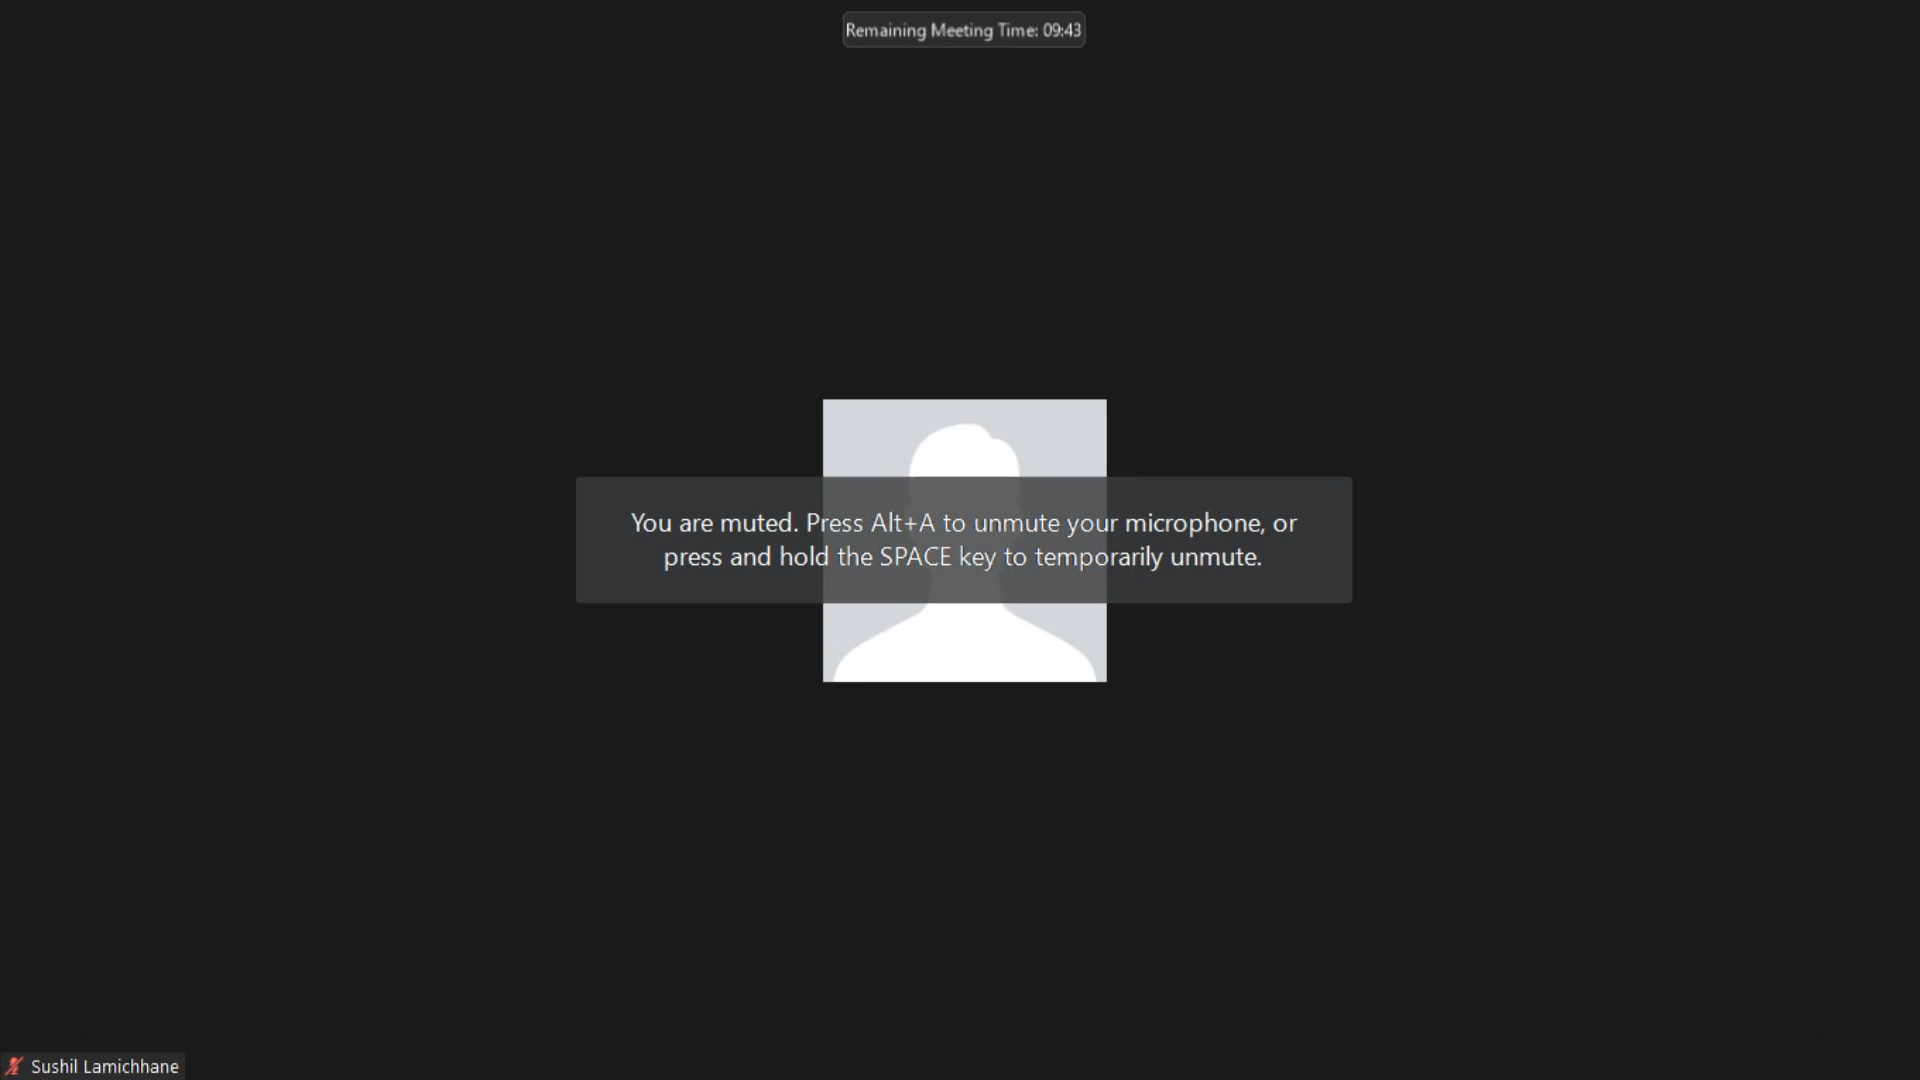 Remaining Meeting Time: 09:43
You are muted. Press Alt+A to unmute your microphone, or
press and hold the SPACE key to temporarily unmute.
Sushil Lamichhane